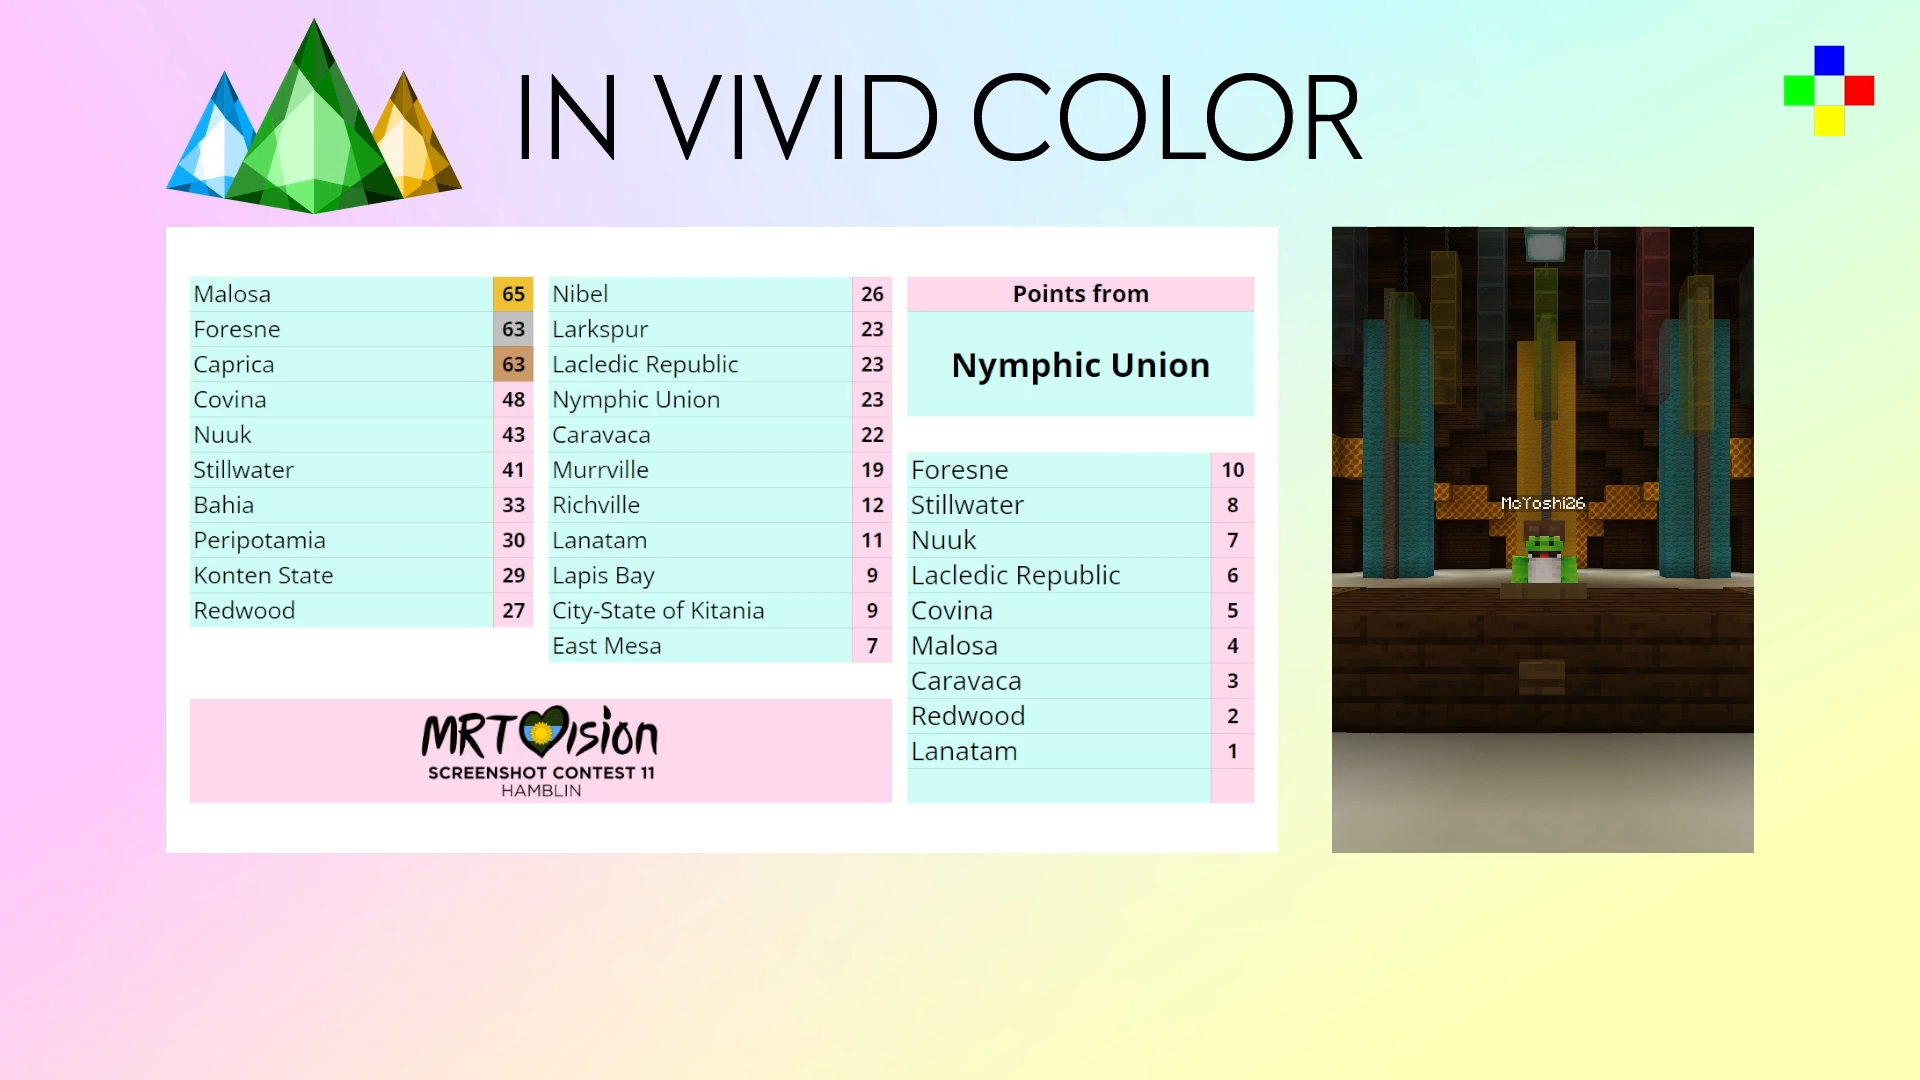 IN VIVID COLOR
Malosa 65
Foresne 63
Caprica 63
Covina 48
Nuuk 43
Stillwater 41
Bahia 33
Peripotamia 30
Konten State 29
Redwood 27
Nibel 26
Larkspur 23
Lacledic Republic 23
Nymphic Union 23
Caravaca 22
Murrville 19
Richville 12
Lanatam 11
Lapis Bay 9
City-State of Kitania 9
East Mesa 7
MRTVision
SCREENSHOT CONTEST 11
HAMBLIN
Points from
Nymphic Union
Foresne 10
Stillwater 8
Nuuk 7
Lacledic Republic 6
Covina 5
Malosa 4
Caravaca 3
Redwood 2
Lanatam 1
McYoshi26